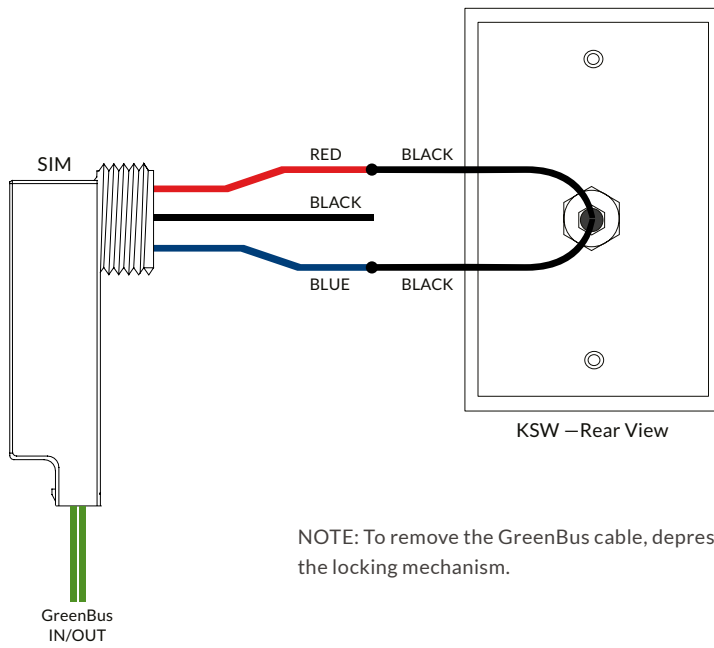 SIM
RED
BLACK
BLACK
BLUE
BLACK
KSW —Rear View
NOTE: To remove the GreenBus cable, depres
the locking mechanism.
GreenBus
IN/OUT